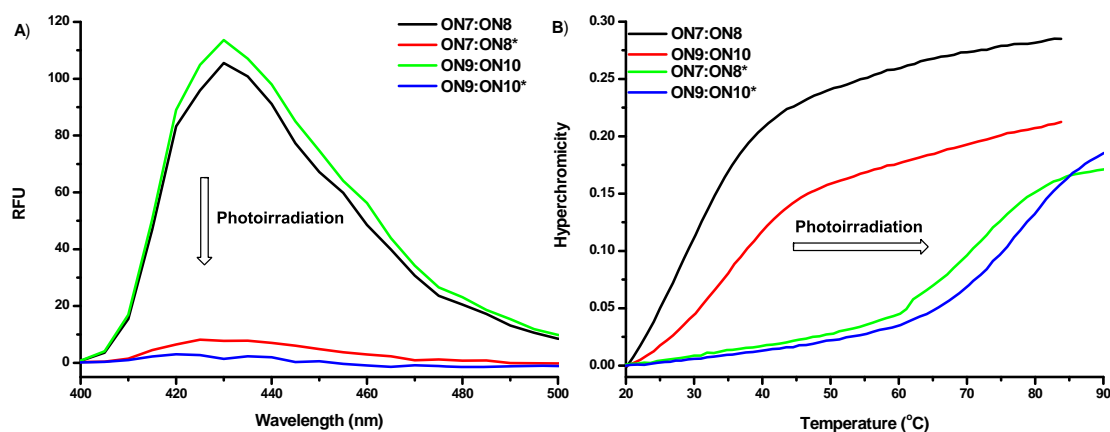 A)
ON7:ON8
ON7:ON8*
ON9:ON10
ON9:ON10*
Photoirradiation
RFU
120
100
80
60
40
20
0
400
420
440
460
480
500
Wavelength (nm)
B)
ON7:ON8
ON9:ON10
ON7:ON8*
ON9:ON10*
Photoirradiation
Hyperchromicity
0.30
0.25
0.20
0.15
0.10
0.05
0.00
20
30
40
50
60
70
80
90
Temperature (°C)